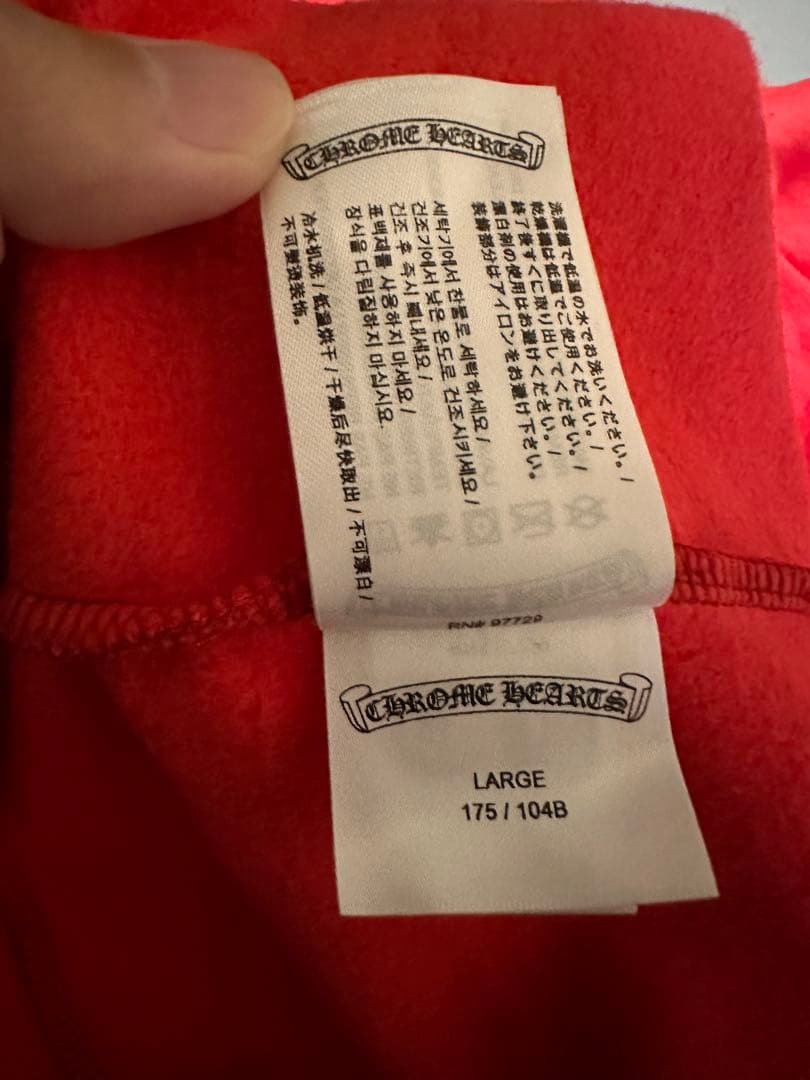 CHROME HEARTS
洗濯機で低温の水でお洗いください。/
乾燥機は低温でご使用ください。/
終了後すぐに取り出してください。/
漂白剤の使用はお避けください。/
装飾部分はアイロンをお避け下さい。
세탁기에서 찬물로 세탁하세요/
건조기에서 낮은 온도로 건조시키세요/
건조 후 즉시 빼내세요/
표백제를 사용하지 마세요/
장식을 다림질하지 마십시요.
冷水机洗/低温烘干/干燥后尽快取出/不可漂白/
不可熨烫装饰。
RN# 97729
CHROME HEARTS
LARGE
175 / 104B